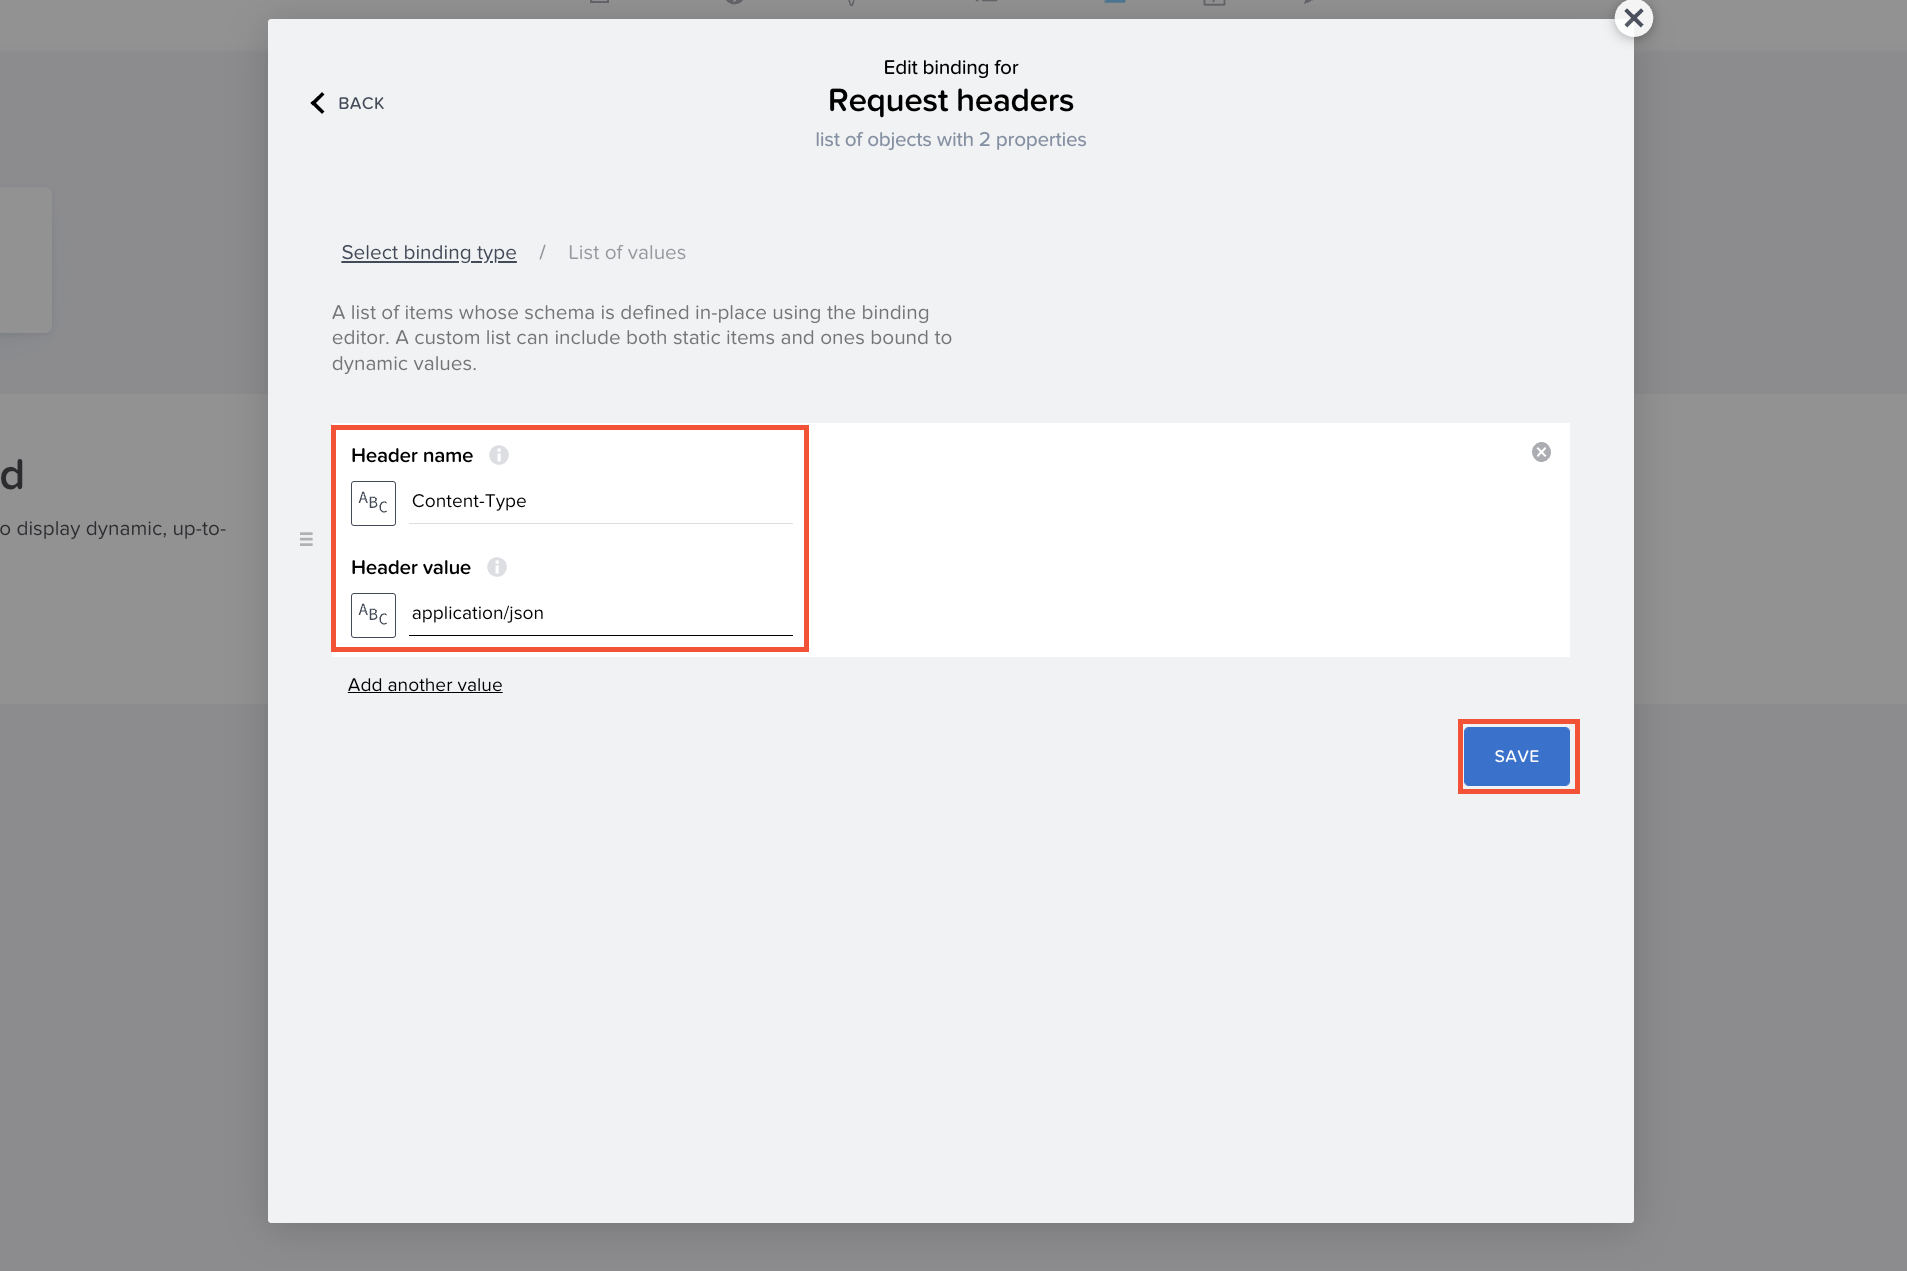 Edit binding for
BACK
Request headers
list of objects with 2 properties
Select binding type / List of values
A list of items whose schema is defined in-place using the binding
editor. A custom list can include both static items and ones bound to
dynamic values.
d
o display dynamic, up-to-
Header name
ABC Content-Type
Header value
ABC application/json
Add another value
SAVE